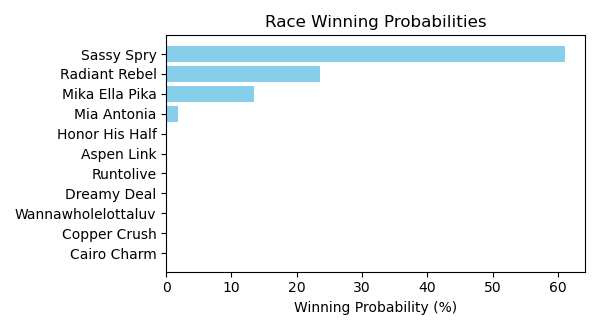 Race Winning Probabilities
Sassy Spry
Radiant Rebel
Mika Ella Pika
Mia Antonia
Honor His Half
Aspen Link
Runtolive
Dreamy Deal
Wannawholelottaluv
Copper Crush
Cairo Charm
0 10 20 30 40 50 60
Winning Probability (%)